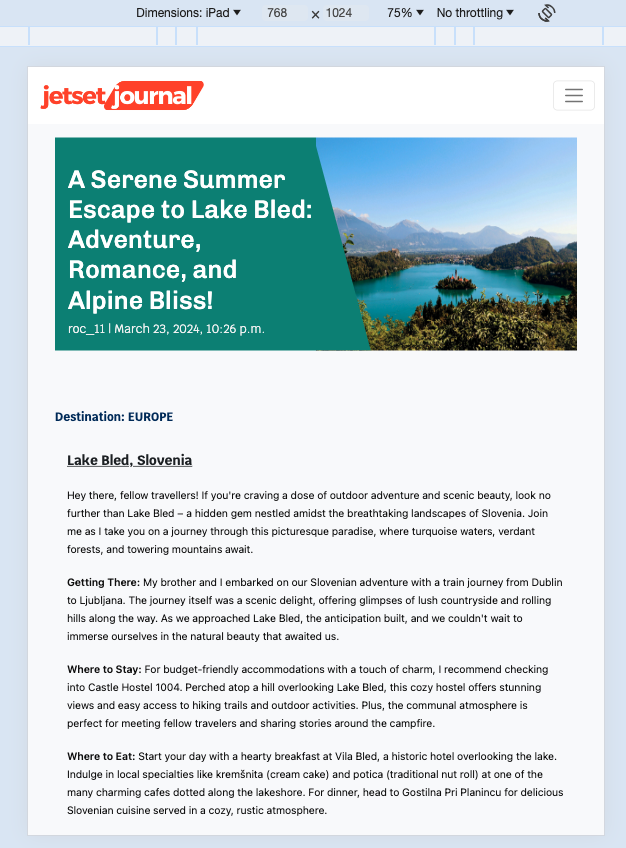 Dimensions: iPad ▼ 768 × 1024 75% ▼ No throttling ▼
jetset journal
A Serene Summer
Escape to Lake Bled:
Adventure,
Romance, and
Alpine Bliss!
roc_11 | March 23, 2024, 10:26 p.m.
Destination: EUROPE
Lake Bled, Slovenia
Hey there, fellow travellers! If you're craving a dose of outdoor adventure and scenic beauty, look no
further than Lake Bled – a hidden gem nestled amidst the breathtaking landscapes of Slovenia. Join
me as I take you on a journey through this picturesque paradise, where turquoise waters, verdant
forests, and towering mountains await.
Getting There: My brother and I embarked on our Slovenian adventure with a train journey from Dublin
to Ljubljana. The journey itself was a scenic delight, offering glimpses of lush countryside and rolling
hills along the way. As we approached Lake Bled, the anticipation built, and we couldn't wait to
immerse ourselves in the natural beauty that awaited us.
Where to Stay: For budget-friendly accommodations with a touch of charm, I recommend checking
into Castle Hostel 1004. Perched atop a hill overlooking Lake Bled, this cozy hostel offers stunning
views and easy access to hiking trails and outdoor activities. Plus, the communal atmosphere is
perfect for meeting fellow travelers and sharing stories around the campfire.
Where to Eat: Start your day with a hearty breakfast at Vila Bled, a historic hotel overlooking the lake.
Indulge in local specialties like kremšnita (cream cake) and potica (traditional nut roll) at one of the
many charming cafes dotted along the lakeshore. For dinner, head to Gostilna Pri Planincu for delicious
Slovenian cuisine served in a cozy, rustic atmosphere.